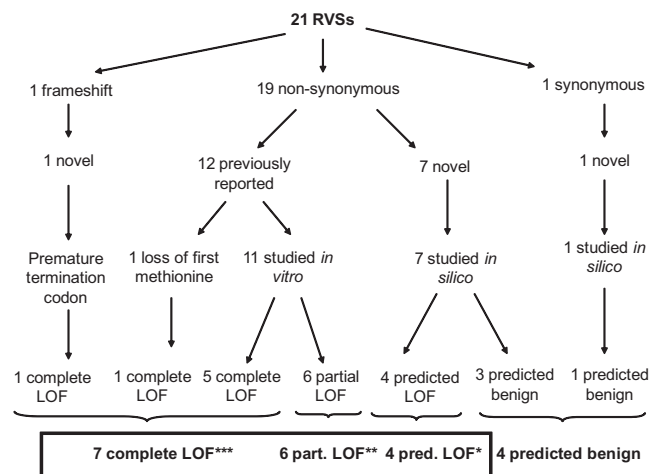 21 RVSs
1 frameshift
19 non-synonymous
1 synonymous
1 novel
12 previously
reported
7 novel
1 novel
Premature
termination
codon
1 loss of first
methionine
11 studied in
vitro
7 studied in
silico
1 studied in
silico
1 complete
LOF
1 complete
LOF
5 complete
LOF
6 partial
LOF
4 predicted
LOF
3 predicted
benign
1 predicted
benign
7 complete LOF*** 6 part. LOF** 4 pred. LOF* 4 predicted benign